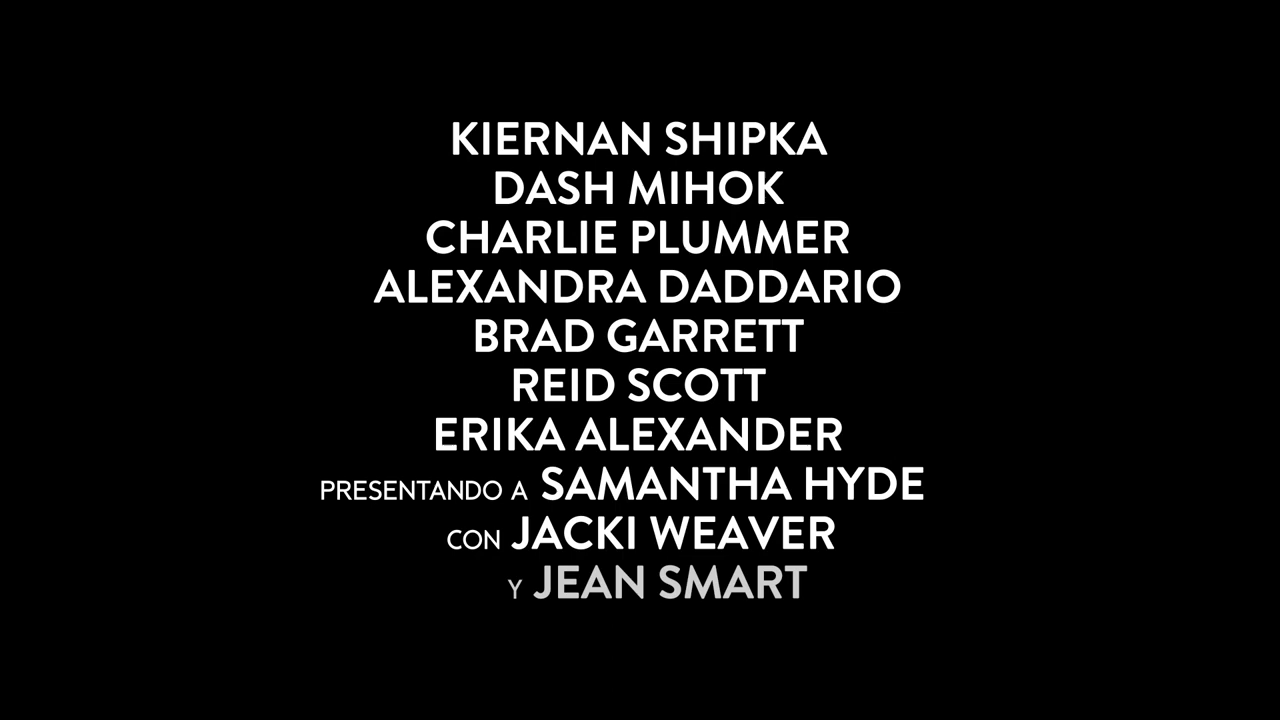 KIERNAN SHIPKA
DASH MIHOK
CHARLIE PLUMMER
ALEXANDRA DADDARIO
BRAD GARRETT
REID SCOTT
ERIKA ALEXANDER
PRESENTANDO A SAMANTHA HYDE
CON JACKI WEAVER
Y JEAN SMART